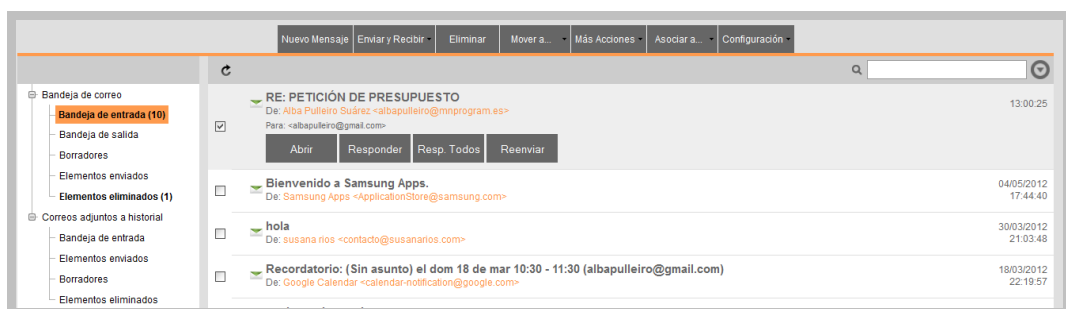 Nuevo Mensaje Enviar y Recibir Eliminar Mover a... Más Acciones Asociar a... Configuración
Bandeja de correo
Bandeja de entrada (10)
Bandeja de salida
Borradores
Elementos enviados
Elementos eliminados (1)
Correos adjuntos a historial
Bandeja de entrada
Elementos enviados
Borradores
Elementos eliminados
RE: PETICIÓN DE PRESUPUESTO
13:00:25
De: Alba Pulleiro Suárez <albapulleiro@mnprogram.es>
Para: <albapulleiro@gmail.com>
Abrir Responder Resp. Todos Reenviar
Bienvenido a Samsung Apps.
04/05/2012
De: Samsung Apps <ApplicationStore@samsung.com>
17:44:40
hola
30/03/2012
De: susana rios <contacto@susanarios.com>
21:03:48
Recordatorio: (Sin asunto) el dom 18 de mar 10:30 - 11:30 (albapulleiro@gmail.com)
18/03/2012
De: Google Calendar <calendar-notification@google.com>
22:19:57